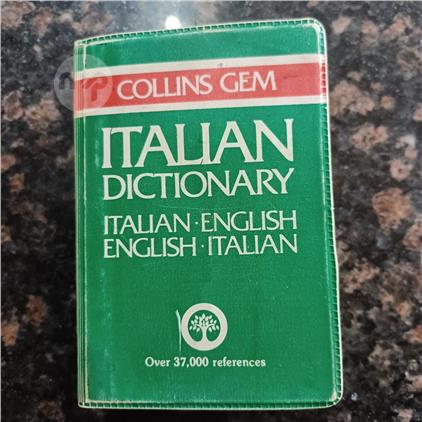 COLLINS GEM
ITALIAN
DICTIONARY
ITALIAN·ENGLISH
ENGLISH·ITALIAN
Over 37,000 references